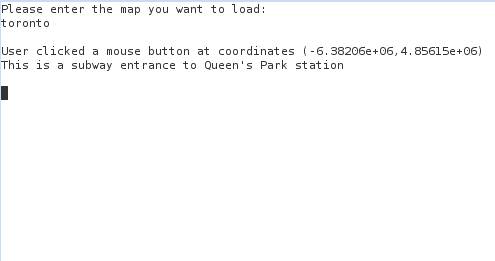 Please enter the map you want to load:
toronto
User clicked a mouse button at coordinates (-6.38206e+06,4.85615e+06)
This is a subway entrance to Queen's Park station